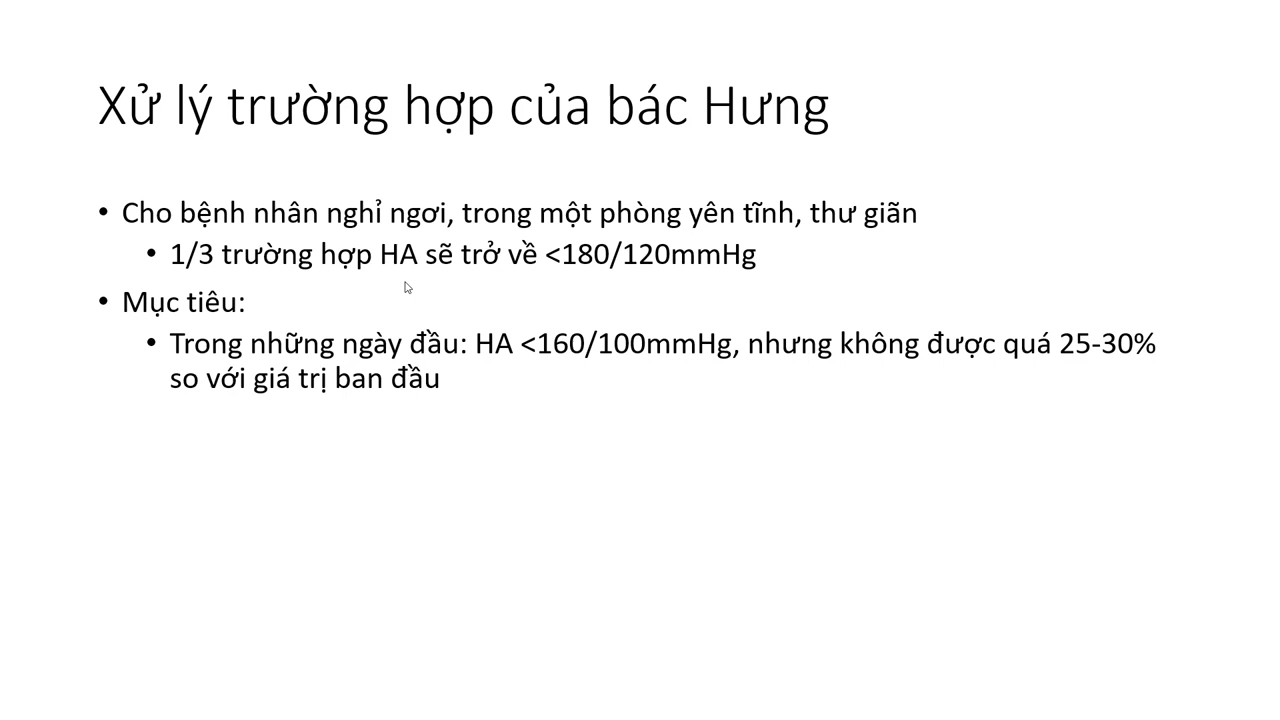 Xử lý trường hợp của bác Hưng
• Cho bệnh nhân nghỉ ngơi, trong một phòng yên tĩnh, thư giãn
• 1/3 trường hợp HA sẽ trở về <180/120mmHg
• Mục tiêu:
• Trong những ngày đầu: HA <160/100mmHg, nhưng không được quá 25-30%
so với giá trị ban đầu